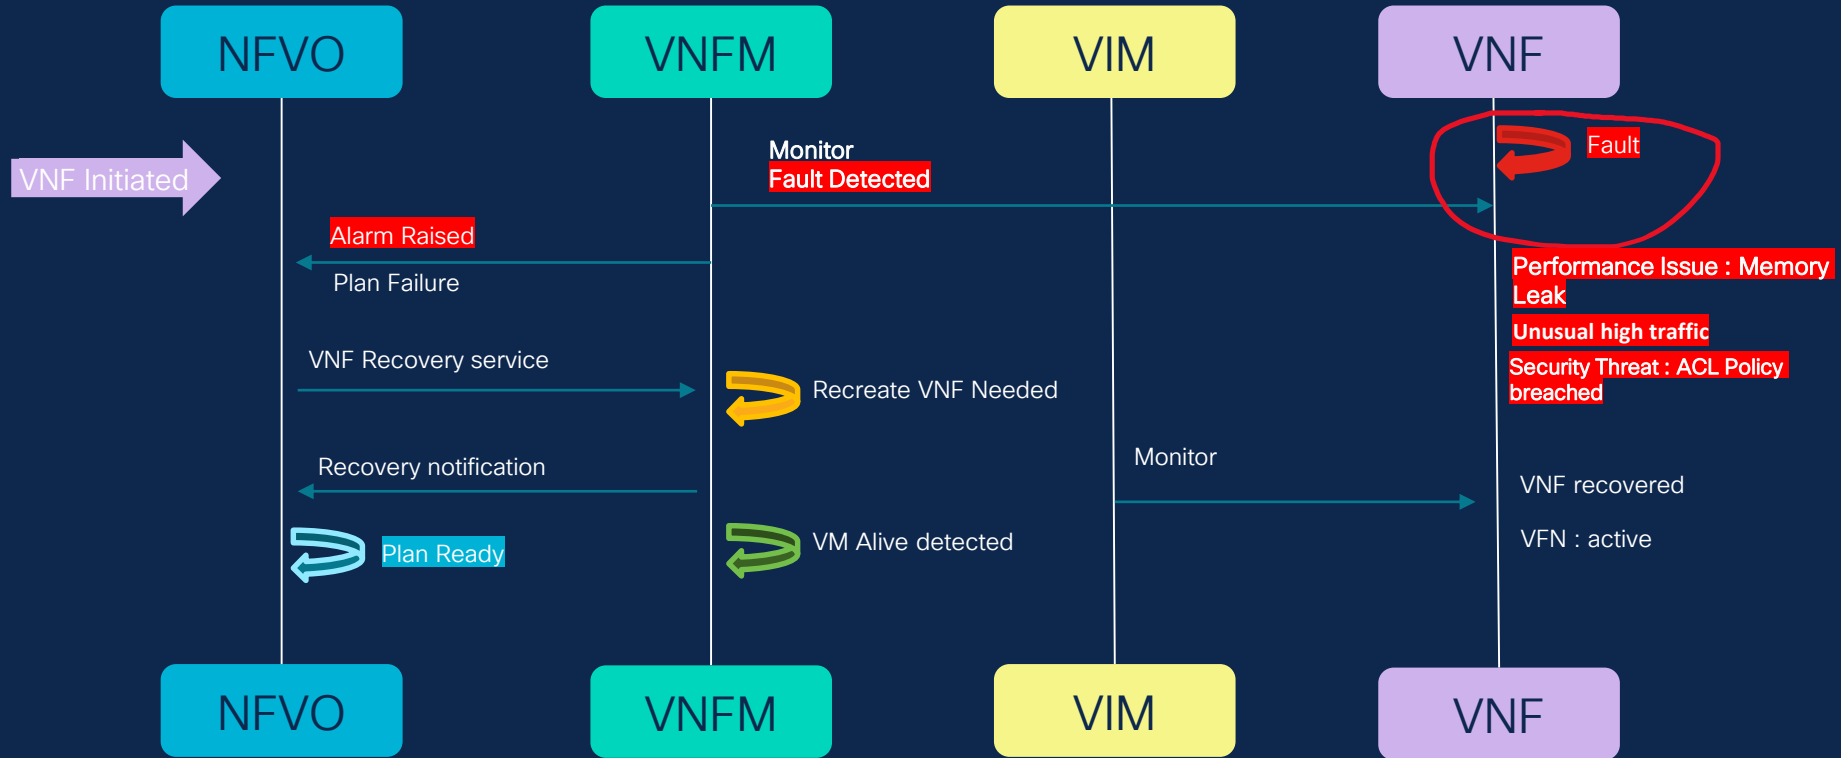 NFVO
VNFM
VIM
VNF
VNF Initiated
Monitor
Fault Detected
Fault
Alarm Raised
Plan Failure
Performance Issue : Memory
Leak
Unusual high traffic
Security Threat : ACL Policy
breached
VNF Recovery service
Recreate VNF Needed
Recovery notification
Monitor
VNF recovered
Plan Ready
VM Alive detected
VFN : active
NFVO
VNFM
VIM
VNF